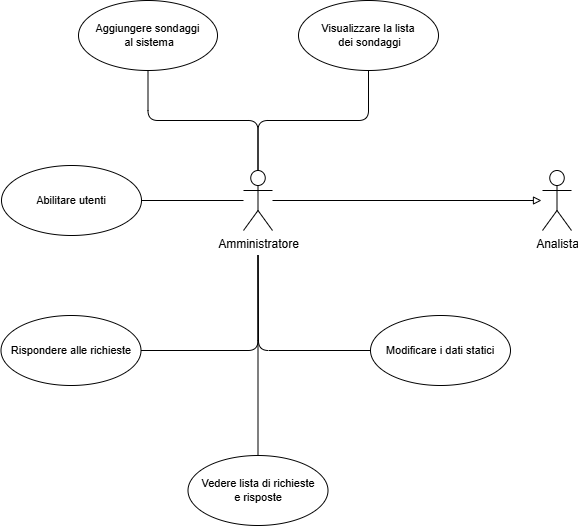 Aggiungere sondaggi
al sistema
Visualizzare la lista
dei sondaggi
Abilitare utenti
Amministratore
Analista
Rispondere alle richieste
Modificare i dati statici
Vedere lista di richieste
e risposte